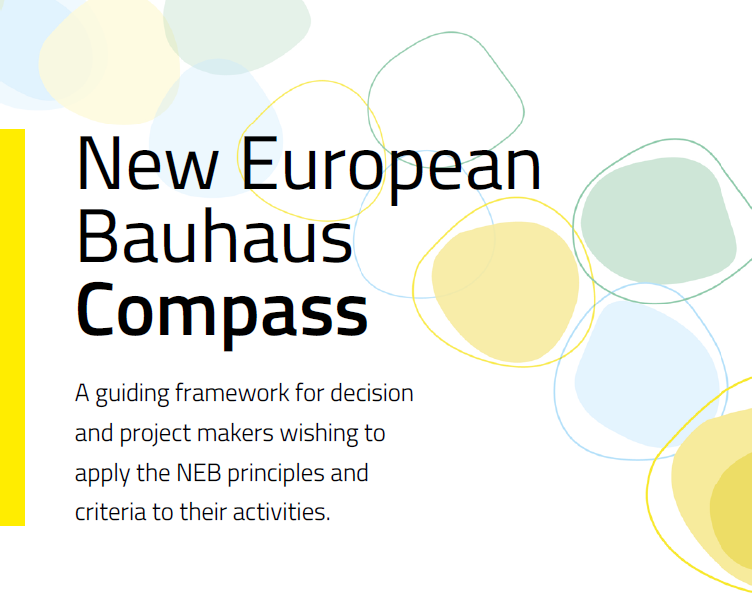 New European
Bauhaus
Compass
A guiding framework for decision
and project makers wishing to
apply the NEB principles and
criteria to their activities.